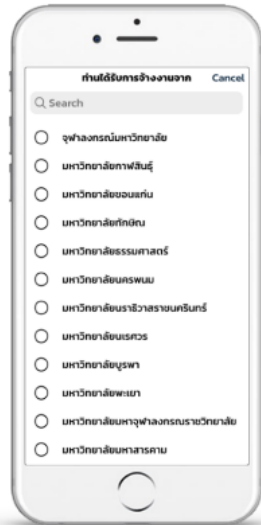 ท่านได้รับการจ้างงานจาก Cancel
Search
จุฬาลงกรณ์มหาวิทยาลัย
มหาวิทยาลัยกาฬสินธุ์
มหาวิทยาลัยขอนแก่น
มหาวิทยาลัยทักษิณ
มหาวิทยาลัยธรรมศาสตร์
มหาวิทยาลัยนครพนม
มหาวิทยาลัยนราธิวาสราชนครินทร์
มหาวิทยาลัยนเรศวร
มหาวิทยาลัยบูรพา
มหาวิทยาลัยพะเยา
มหาวิทยาลัยมหาจุฬาลงกรณราชวิทยาลัย
มหาวิทยาลัยมหาสารคาม